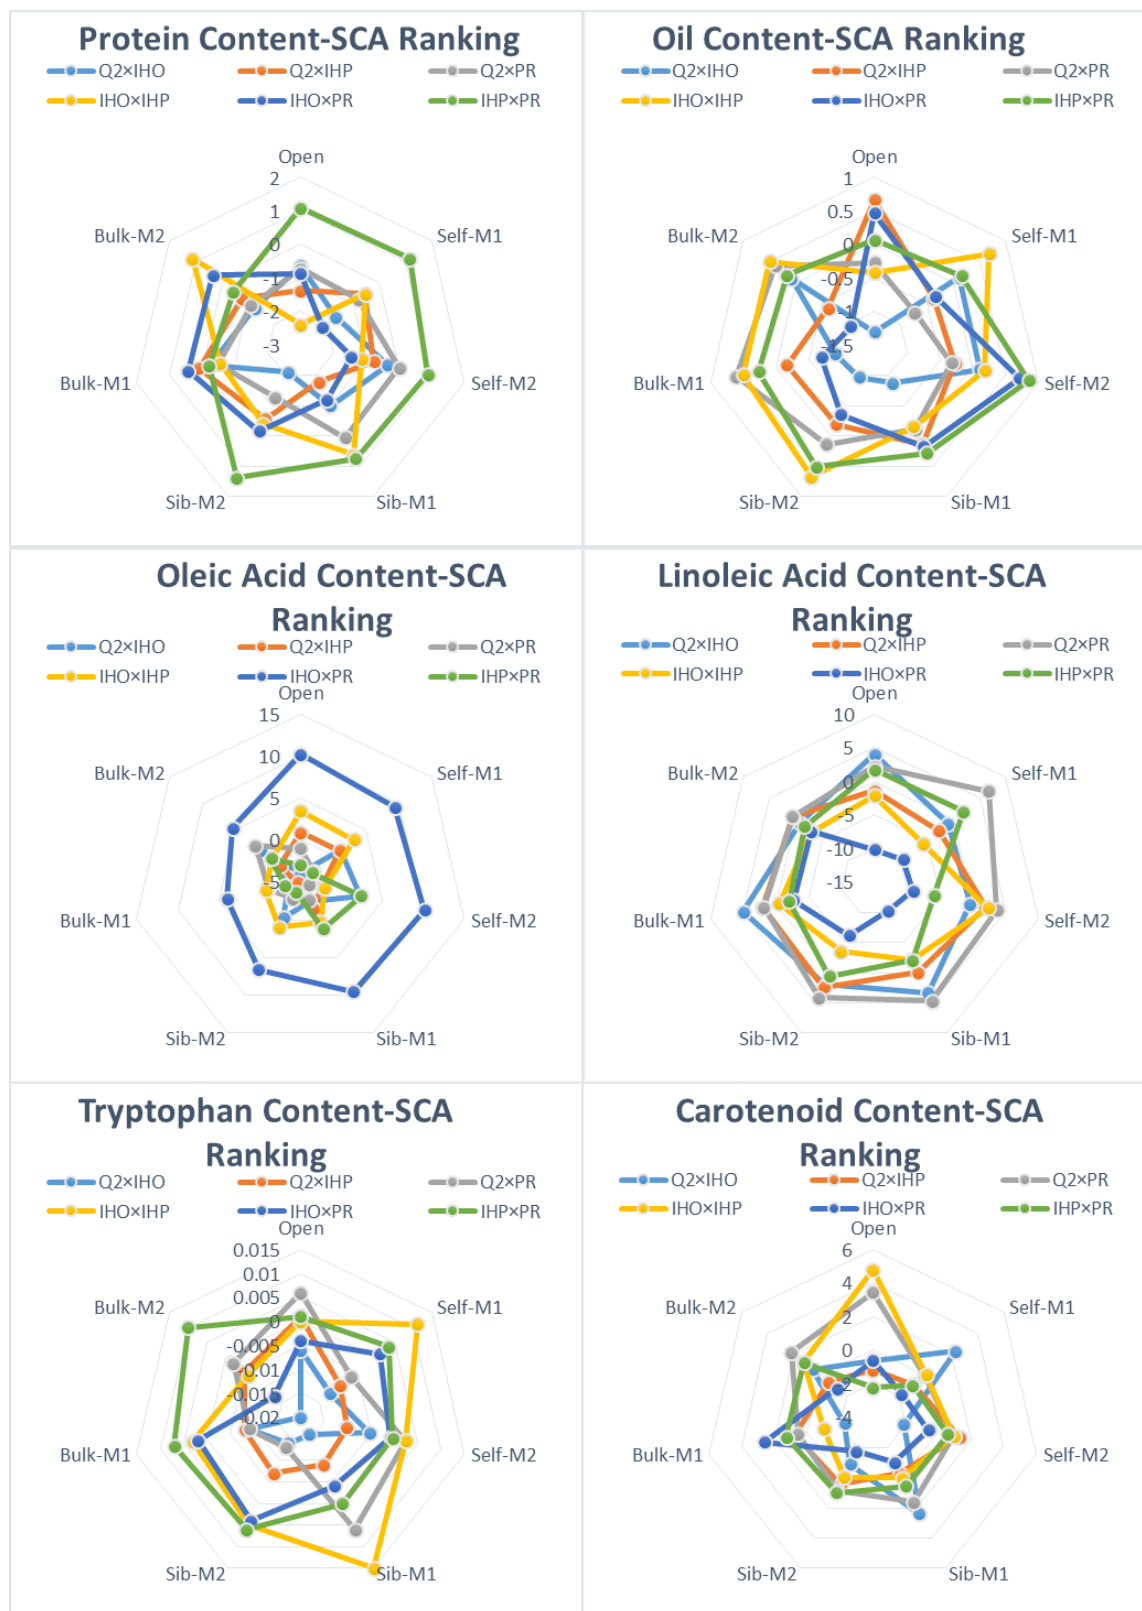 Protein Content-SCA Ranking
Q2×IHO Q2×IHP Q2×PR
IHO×IHP IHO×PR IHP×PR
Open
2
1
0
-1
-2
-3
Self-M1
Self-M2
Sib-M1
Sib-M2
Bulk-M1
Bulk-M2
Oil Content-SCA Ranking
Q2×IHO Q2×IHP Q2×PR
IHO×IHP IHO×PR IHP×PR
Open
1
0.5
0
-0.5
-1
-1.5
Self-M1
Self-M2
Sib-M1
Sib-M2
Bulk-M1
Bulk-M2
Oleic Acid Content-SCA
Ranking
Q2×IHO Q2×IHP Q2×PR
IHO×IHP IHO×PR IHP×PR
Open
15
10
5
0
-5
Self-M1
Self-M2
Sib-M1
Sib-M2
Bulk-M1
Bulk-M2
Linoleic Acid Content-SCA
Ranking
Q2×IHO Q2×IHP Q2×PR
IHO×IHP IHO×PR IHP×PR
Open
10
5
0
-5
-10
-15
Self-M1
Self-M2
Sib-M1
Sib-M2
Bulk-M1
Bulk-M2
Tryptophan Content-SCA
Ranking
Q2×IHO Q2×IHP Q2×PR
IHO×IHP IHO×PR IHP×PR
Open
0.015
0.01
0.005
0
-0.005
-0.01
-0.015
-0.02
Self-M1
Self-M2
Sib-M1
Sib-M2
Bulk-M1
Bulk-M2
Carotenoid Content-SCA
Ranking
Q2×IHO Q2×IHP Q2×PR
IHO×IHP IHO×PR IHP×PR
Open
6
4
2
0
-2
-4
Self-M1
Self-M2
Sib-M1
Sib-M2
Bulk-M1
Bulk-M2